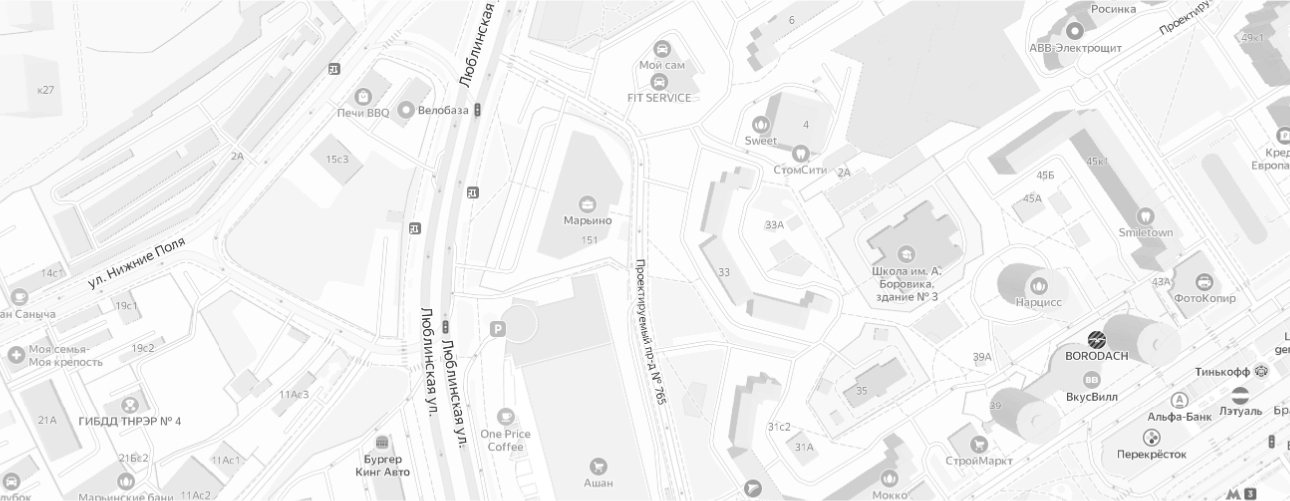 Росинка
АВВ-Электрощит
Проектиру
49к1
6
Люблинская
Мой сам
FIT SERVICE
к27
Печи BBQ
Велобаза
15с3
2А
Sweet
4
СтомСити
2А
45к1
45Б
45А
Кред
Европа
Марьино
151
33А
Smiletown
ул. Нижние Поля
14с1
33
Школа им. А.
Боровика,
здание № 3
Нарцисс
43А
ФотоКопир
ан Саныча
19с1
19с2
Моя семья-
Моя крепость
P
Проектируемый пр-д № 765
Люблинская ул.
Люблинская ул.
39А
BORODACH
ВкусВилл
BB
Тинькофф
Лэтуаль
А
Альфа-Банк
Перекрёсток
11Ас3
21А
ГИБДД ТНРЭР № 4
35
39
One Price
Coffee
31с2
31А
СтройМаркт
21Бс2
11Ас1
Бургер
Кинг Авто
Ашан
Марьинские бани
11Ас2
Мокко
М 3